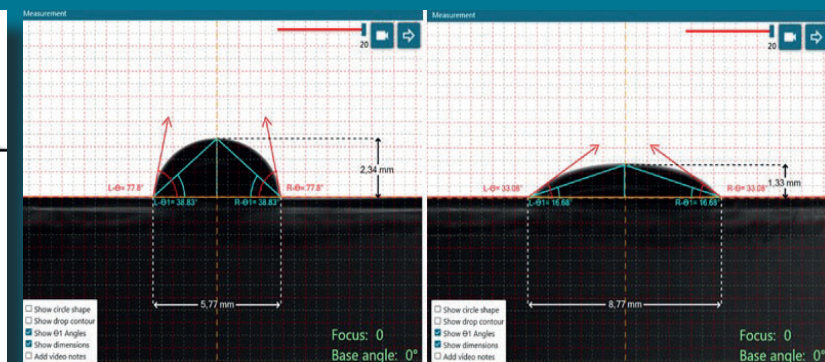 Measurement
20
2,34 mm
L-Θ= 77.8°
R-Θ= 77.8°
L-Θ1= 38.83°
R-Θ1= 38.83°
5,77 mm
Show circle shape
Show drop contour
Show Θ1 Angles
Show dimensions
Add video notes
Focus: 0
Base angle: 0°
Measurement
20
1,33 mm
L-Θ= 33.08°
R-Θ= 33.08°
L-Θ1= 16.68°
R-Θ1= 16.68°
8,77 mm
Show circle shape
Show drop contour
Show Θ1 Angles
Show dimensions
Add video notes
Focus: 0
Base angle: 0°